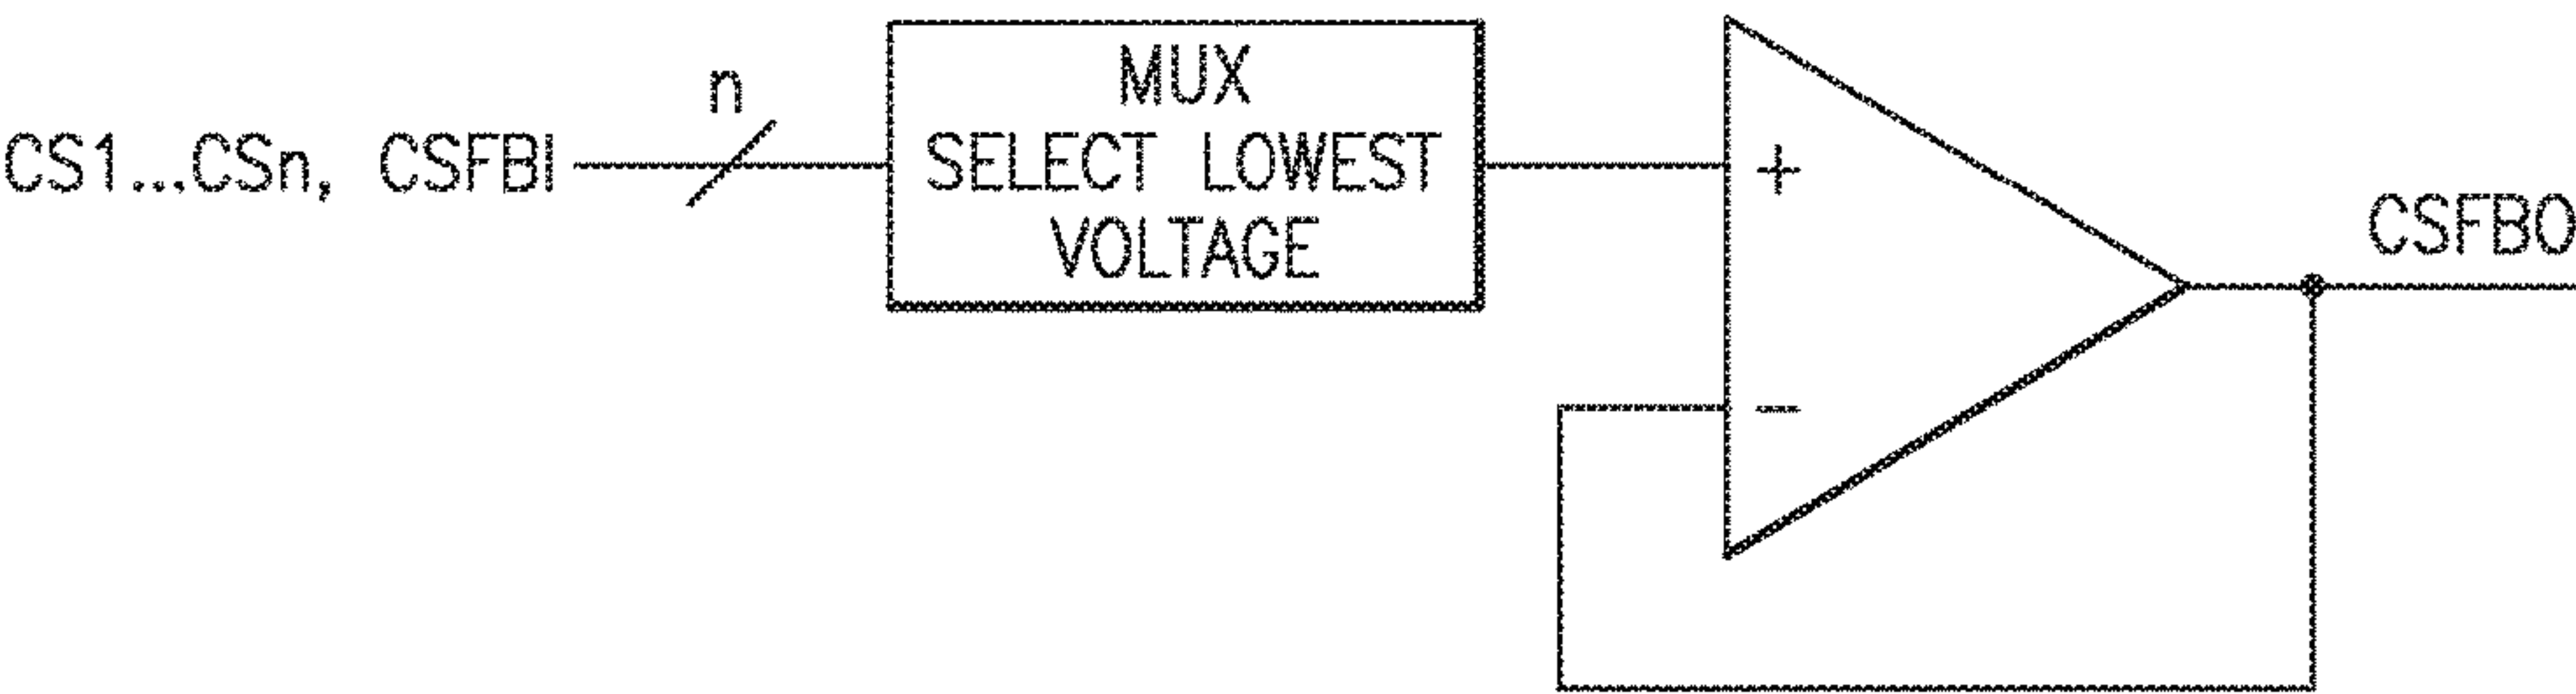 n
CS1...CSn, CSFBI
MUX
SELECT LOWEST
VOLTAGE
+
-
CSFBO